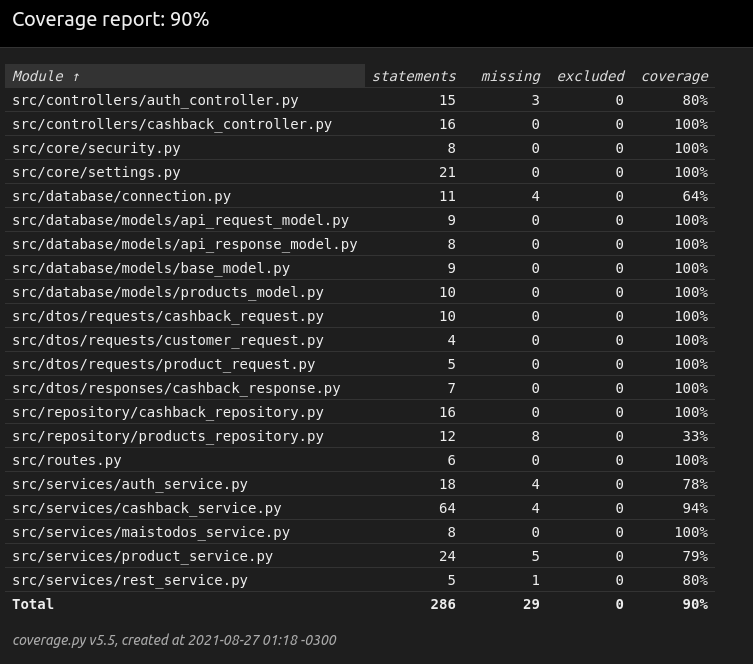 Coverage report: 90%
Module ↑ statements missing excluded coverage
src/controllers/auth_controller.py 15 3 0 80%
src/controllers/cashback_controller.py 16 0 0 100%
src/core/security.py 8 0 0 100%
src/core/settings.py 21 0 0 100%
src/database/connection.py 11 4 0 64%
src/database/models/api_request_model.py 9 0 0 100%
src/database/models/api_response_model.py 8 0 0 100%
src/database/models/base_model.py 9 0 0 100%
src/database/models/products_model.py 10 0 0 100%
src/dtos/requests/cashback_request.py 10 0 0 100%
src/dtos/requests/customer_request.py 4 0 0 100%
src/dtos/requests/product_request.py 5 0 0 100%
src/dtos/responses/cashback_response.py 7 0 0 100%
src/repository/cashback_repository.py 16 0 0 100%
src/repository/products_repository.py 12 8 0 33%
src/routes.py 6 0 0 100%
src/services/auth_service.py 18 4 0 78%
src/services/cashback_service.py 64 4 0 94%
src/services/maistodos_service.py 8 0 0 100%
src/services/product_service.py 24 5 0 79%
src/services/rest_service.py 5 1 0 80%
Total 286 29 0 90%
coverage.py v5.5, created at 2021-08-27 01:18 -0300